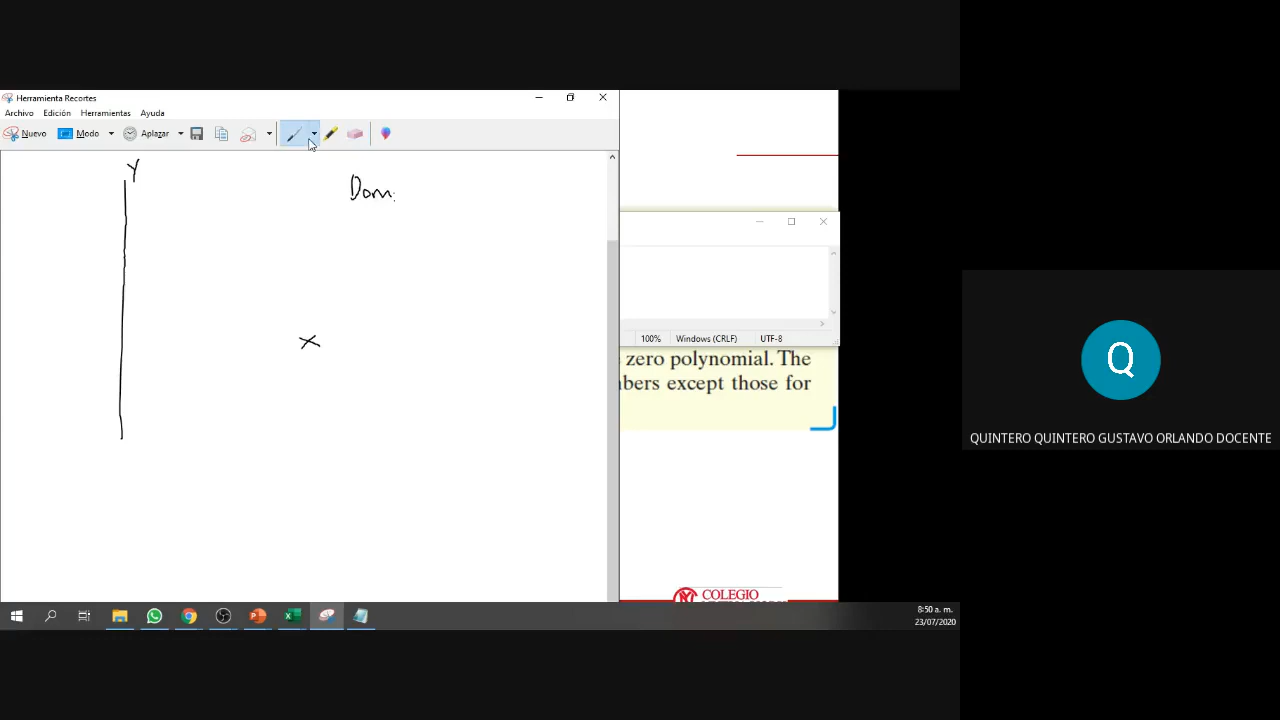 Herramienta Recortes
Archivo Edición Herramientas Ayuda
Nuevo Modo Aplazar
Y
Dom:
X
100% Windows (CRLF) UTF-8
zero polynomial. The
bers except those for
COLEGIO
8:50 a. m.
23/07/2020
Q
QUINTERO QUINTERO GUSTAVO ORLANDO DOCENTE